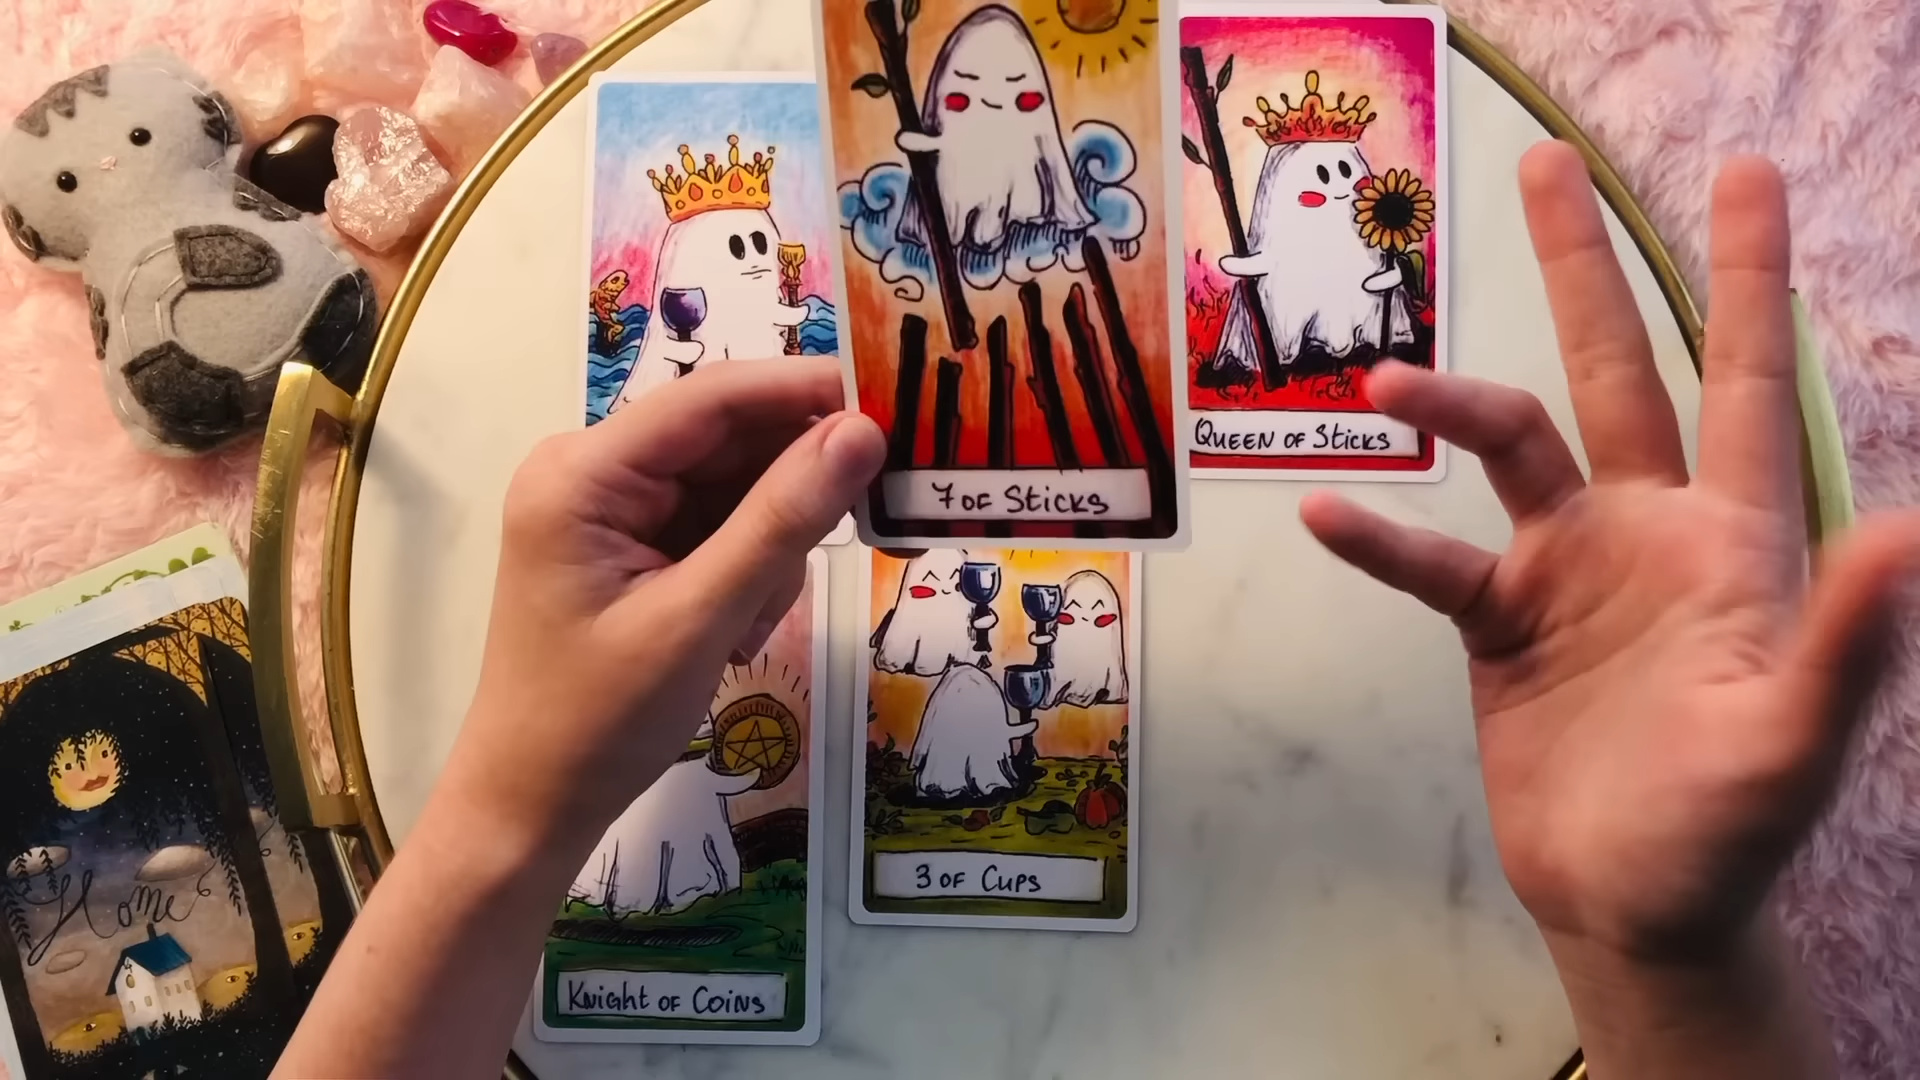 7 OF Sticks
QUEEN OF Sticks
3 OF CUPS
Knight OF Coins
Home